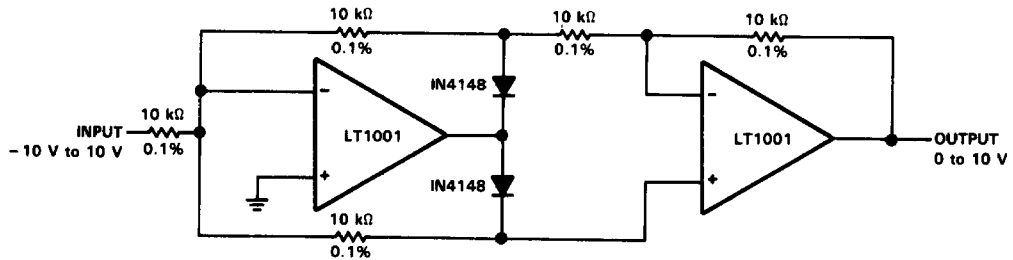 10 kΩ
0.1%
10 kΩ
0.1%
10 kΩ
0.1%
IN4148
10 kΩ
INPUT
0.1%
-10 V to 10 V
−
LT1001
+
−
LT1001
+
OUTPUT
0 to 10 V
IN4148
10 kΩ
0.1%